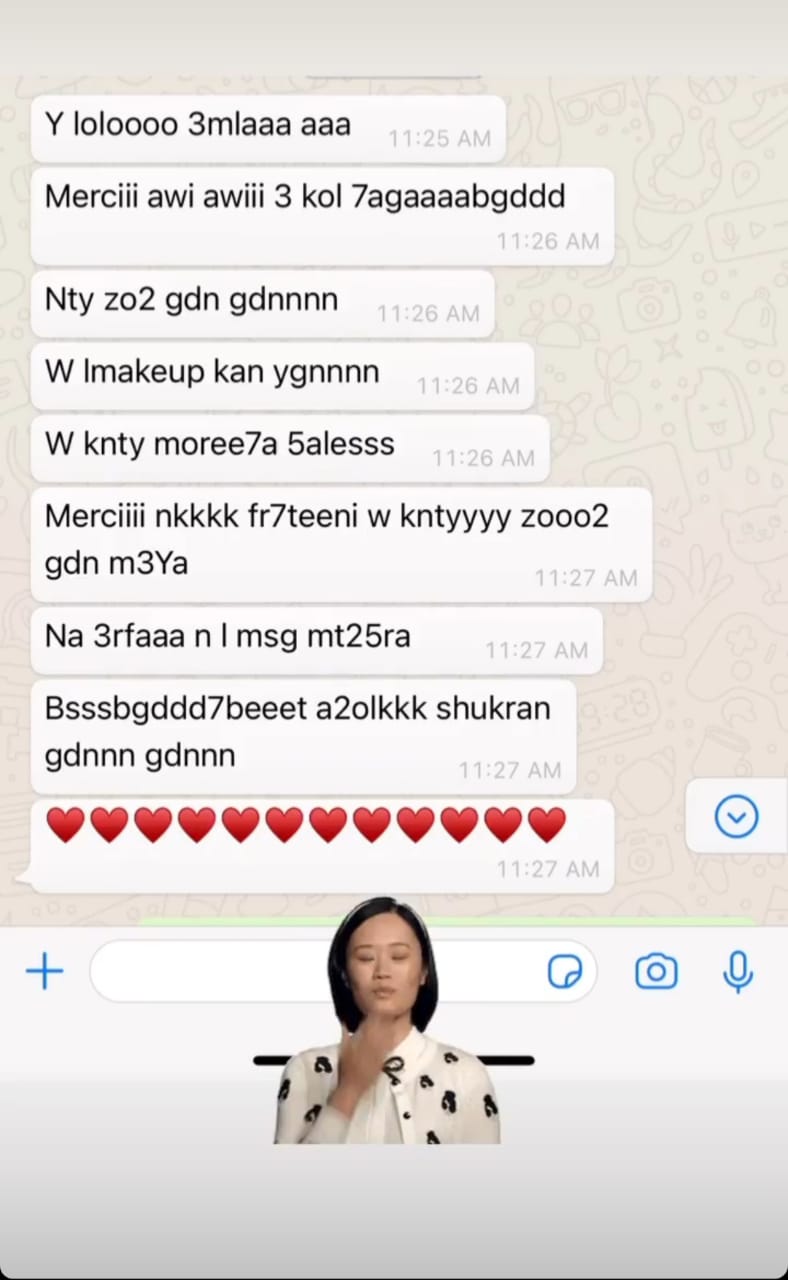 Y loloooo 3mlaaa aaa
11:25 AM
Merciii awi awiii 3 kol 7agaaaabgddd
11:26 AM
Nty zo2 gdn gdnnnn
11:26 AM
W lmakeup kan ygnnnn
11:26 AM
W knty moree7a 5alesss
11:26 AM
Merciiii nkkkk fr7teeni w kntyyyy zooo2
gdn m3Ya
11:27 AM
Na 3rfaaa n l msg mt25ra
11:27 AM
Bsssbgddd7beeet a2olkkk shukran
gdnnn gdnnn
11:27 AM
❤️❤️❤️❤️❤️❤️❤️❤️❤️❤️❤️❤️
11:27 AM